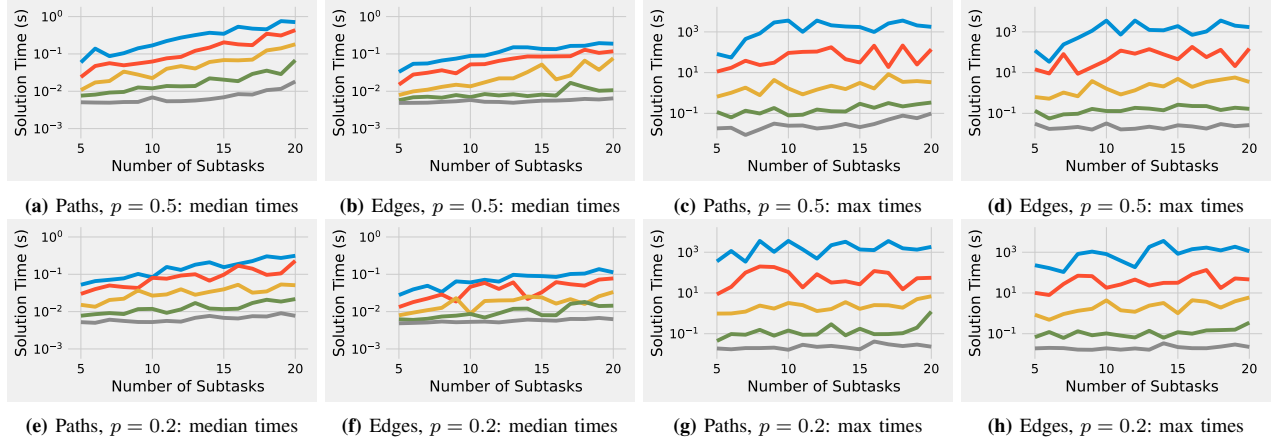 Solution Time (s)
10⁰
10⁻¹
10⁻²
10⁻³
5 10 15 20
Number of Subtasks
(a) Paths, p = 0.5: median times
Solution Time (s)
10⁰
10⁻¹
10⁻²
10⁻³
5 10 15 20
Number of Subtasks
(b) Edges, p = 0.5: median times
Solution Time (s)
10³
10¹
10⁻¹
5 10 15 20
Number of Subtasks
(c) Paths, p = 0.5: max times
Solution Time (s)
10³
10¹
10⁻¹
5 10 15 20
Number of Subtasks
(d) Edges, p = 0.5: max times
Solution Time (s)
10⁰
10⁻¹
10⁻²
10⁻³
5 10 15 20
Number of Subtasks
(e) Paths, p = 0.2: median times
Solution Time (s)
10⁰
10⁻¹
10⁻²
10⁻³
5 10 15 20
Number of Subtasks
(f) Edges, p = 0.2: median times
Solution Time (s)
10³
10¹
10⁻¹
5 10 15 20
Number of Subtasks
(g) Paths, p = 0.2: max times
Solution Time (s)
10³
10¹
10⁻¹
5 10 15 20
Number of Subtasks
(h) Edges, p = 0.2: max times